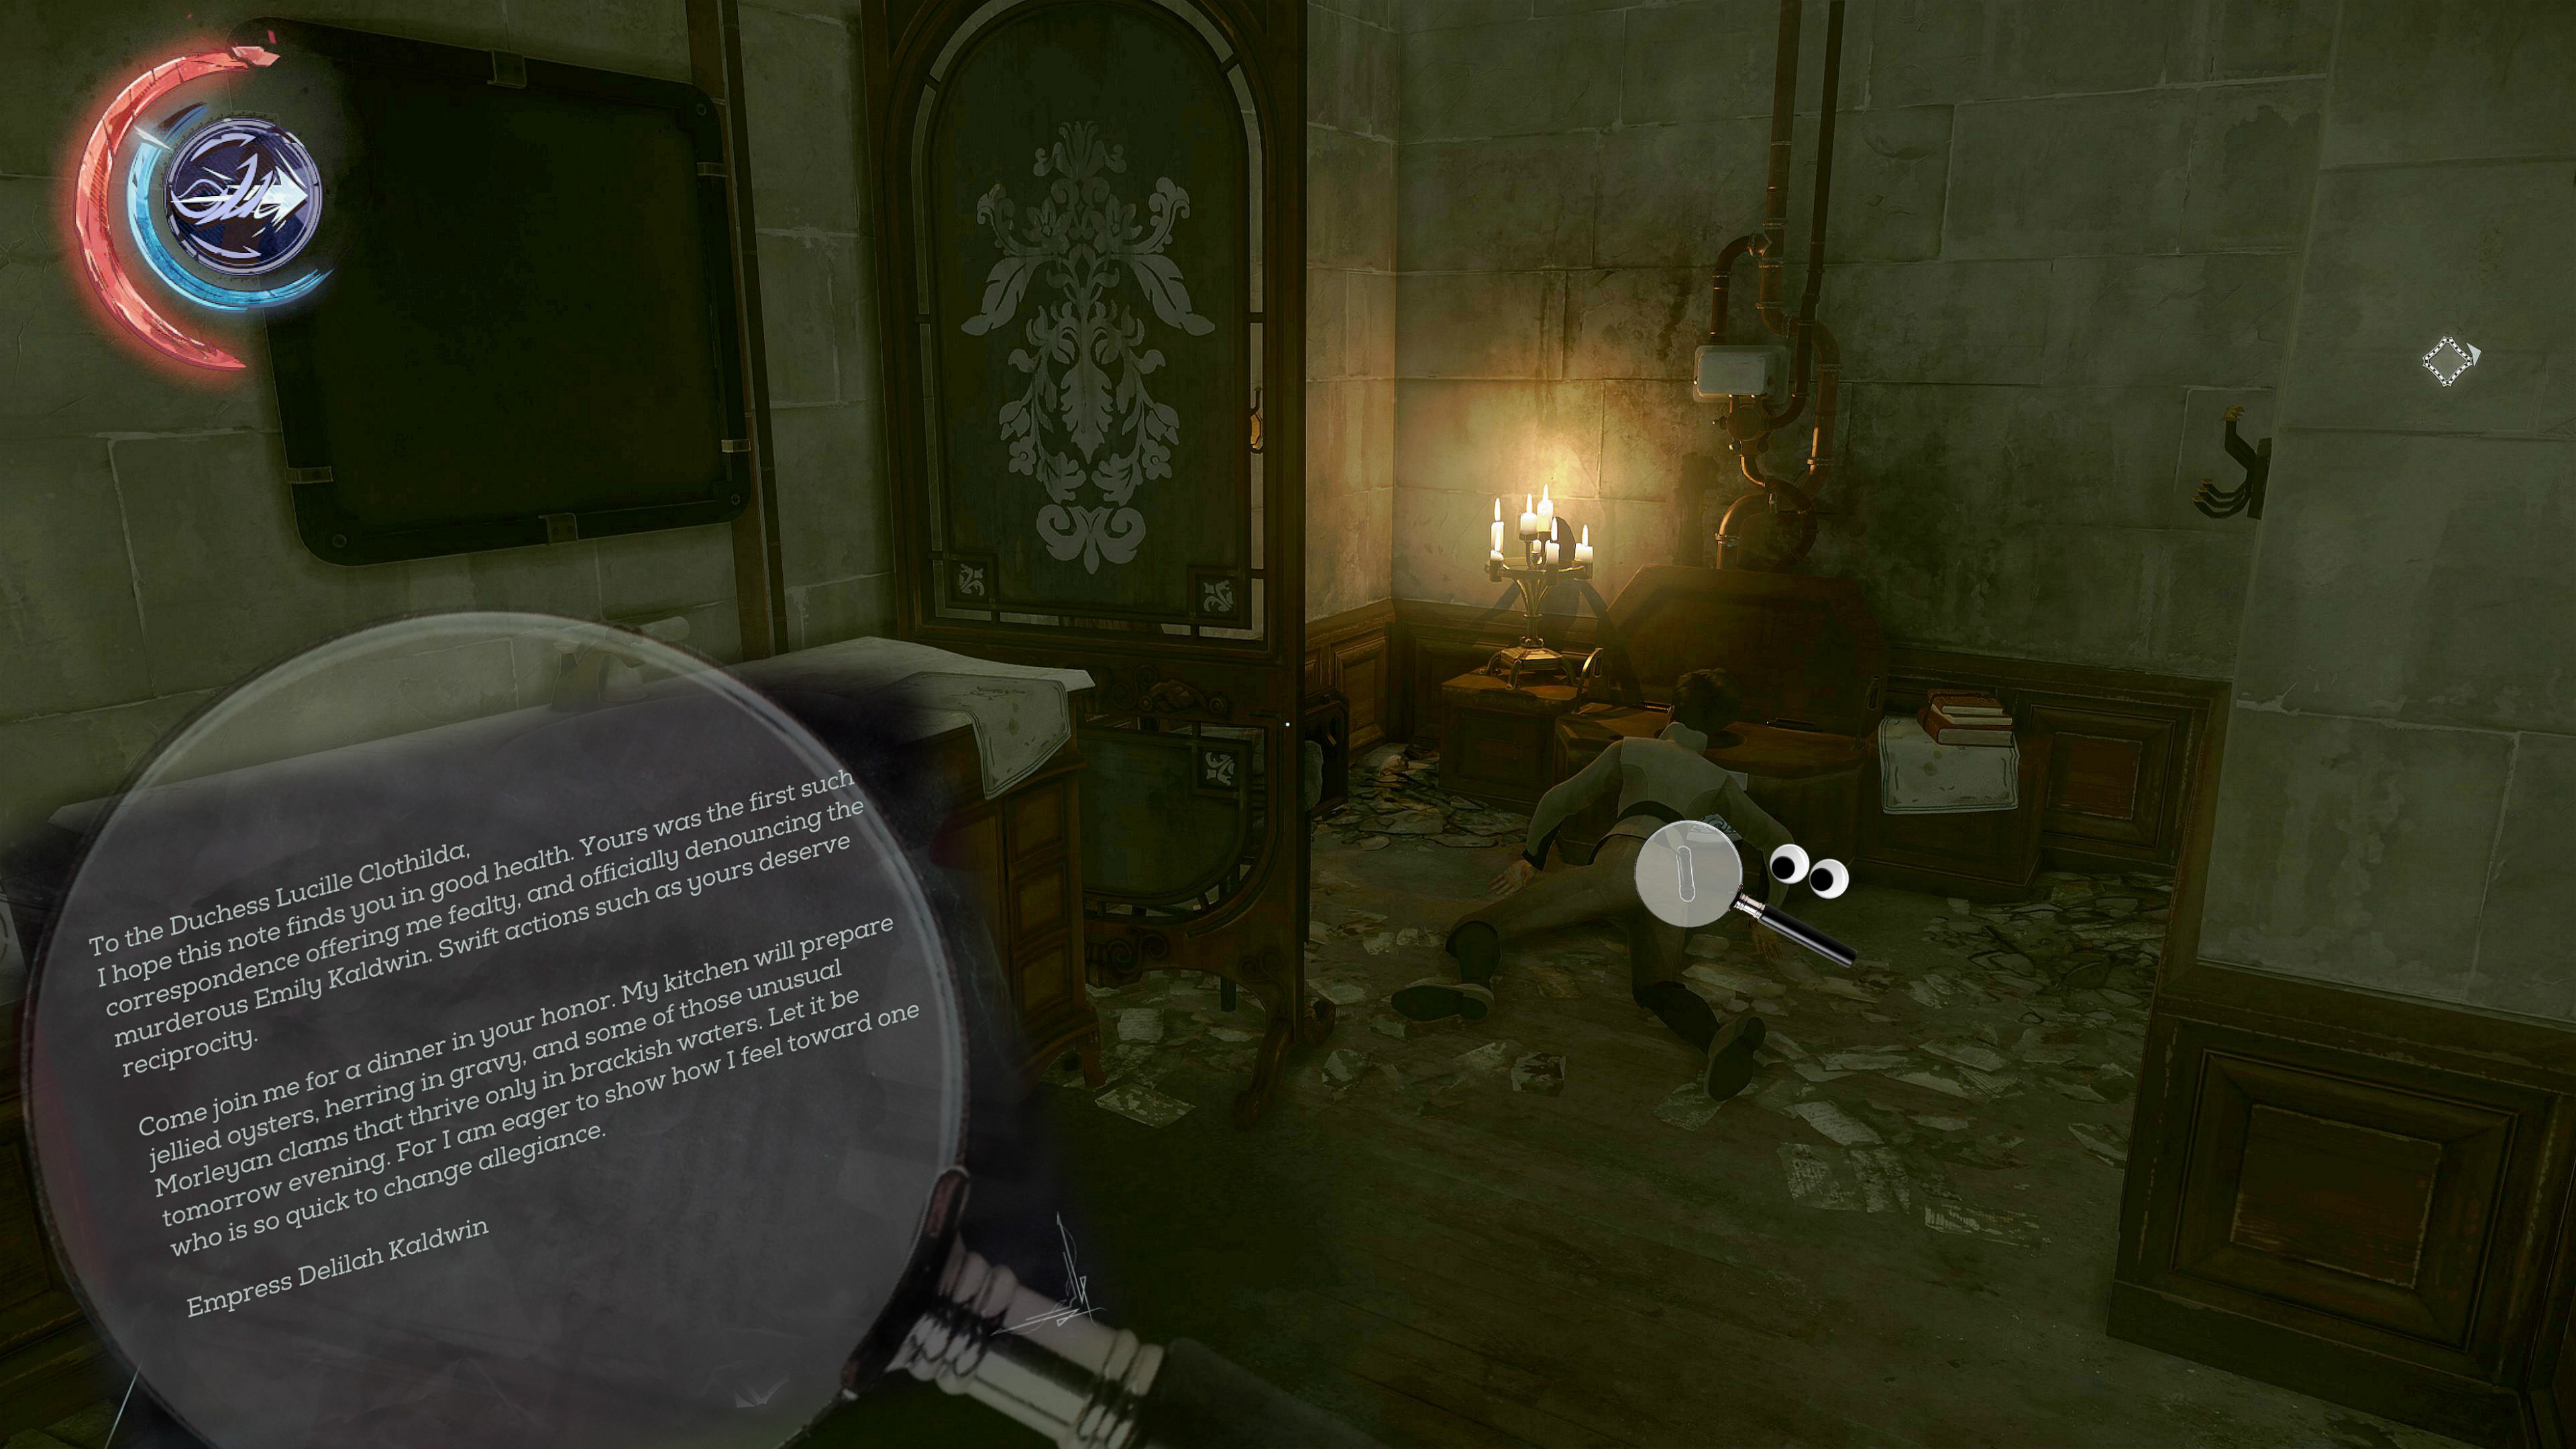 To the Duchess Lucille Clothilda,
I hope this note finds you in good health. Yours was the first such
correspondence offering me fealty, and officially denouncing the
murderous Emily Kaldwin. Swift actions such as yours deserve
reciprocity.
Come join me for a dinner in your honor. My kitchen will prepare
jellied oysters, herring in gravy, and some of those unusual
Morleyan clams that thrive only in brackish waters. Let it be
tomorrow evening. For I am eager to show how I feel toward one
who is so quick to change allegiance.
Empress Delilah Kaldwin